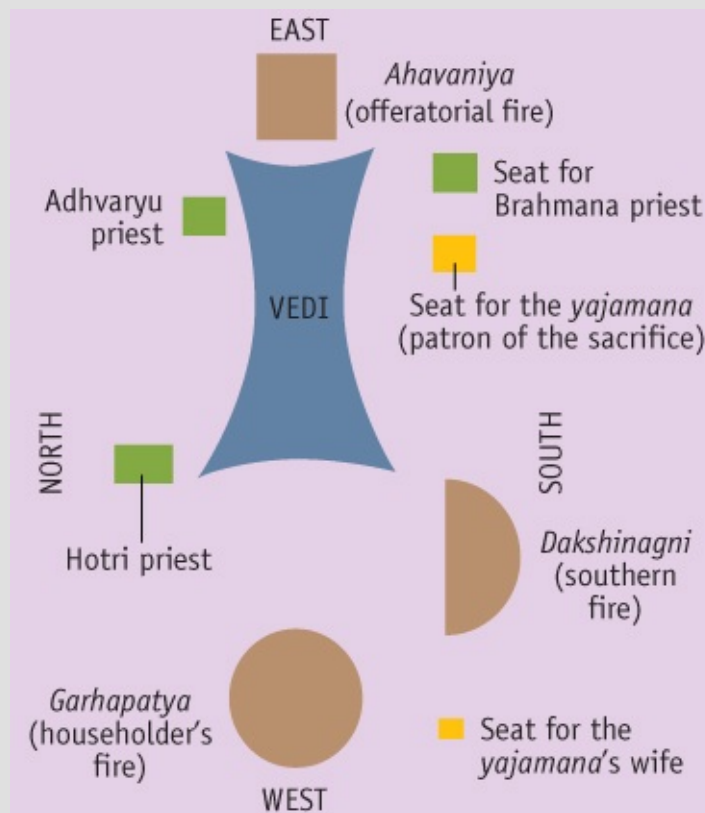 EAST
Ahavaniya
(offeratorial fire)
Seat for
Brahmana priest
Adhvaryu
priest
VEDI
Seat for the yajamana
(patron of the sacrifice)
NORTH
SOUTH
Hotri priest
Dakshinagni
(southern
fire)
Garhapatya
(householder's
fire)
Seat for the
yajamana's wife
WEST